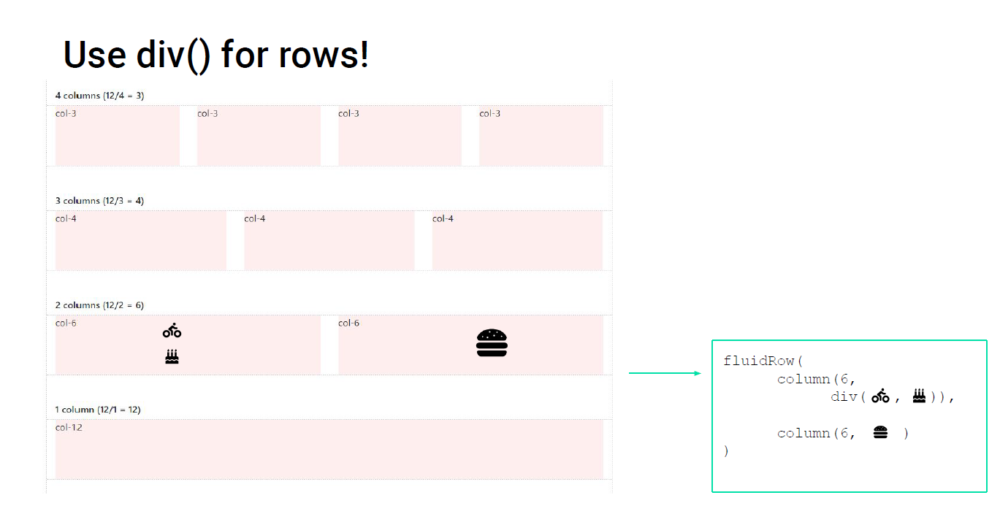 Use div() for rows!
4 columns (12/4 = 3)
col-3 col-3 col-3 col-3
3 columns (12/3 = 4)
col-4 col-4 col-4
2 columns (12/2 = 6)
col-6 col-6
1 column (12/1 = 12)
col-12
fluidRow(
column(6,
div( , )),
column(6, )
)